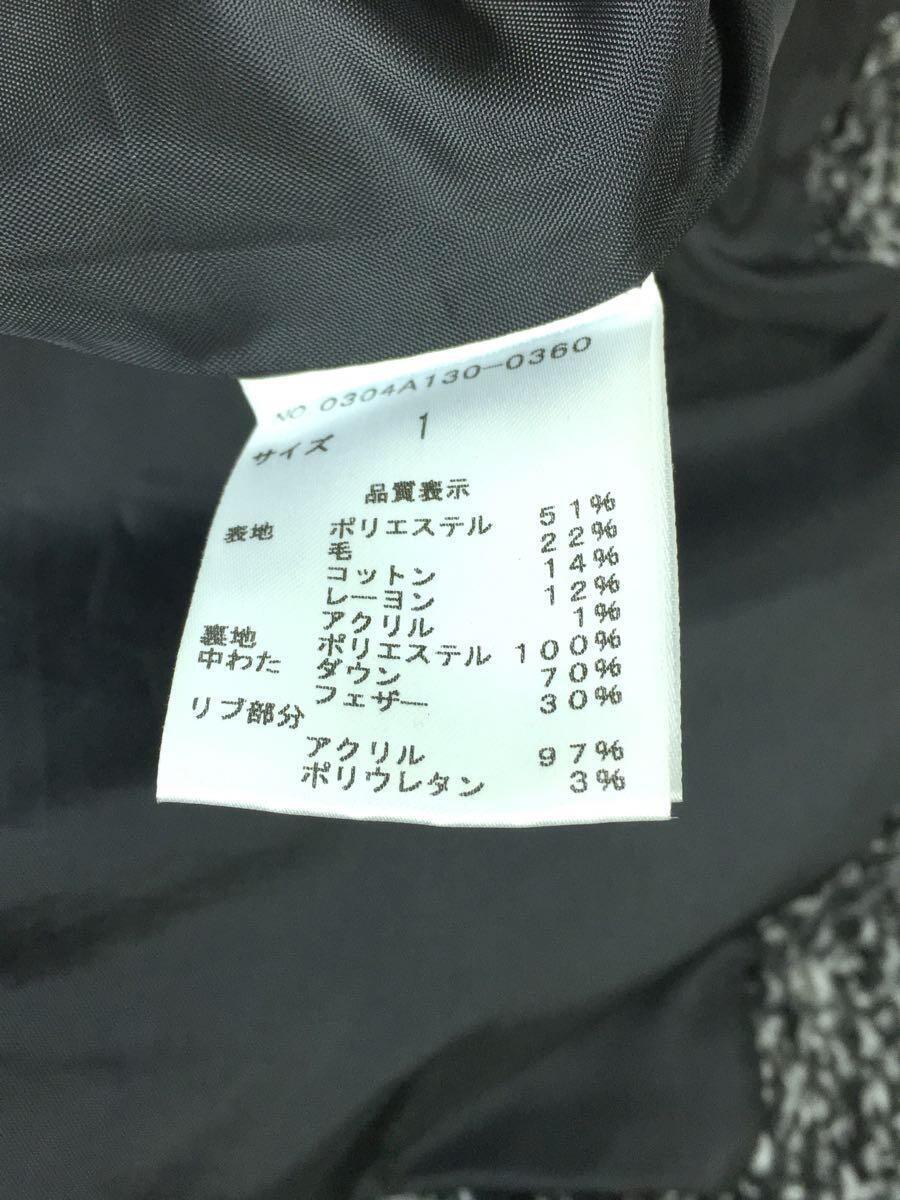 NO. 0304A130-0360
サイズ 1
品質表示
表地 ポリエステル 51%
毛 22%
コットン 14%
レーヨン 12%
アクリル 1%
裏地 ポリエステル 100%
中わた ダウン 70%
フェザー 30%
リブ部分
アクリル 97%
ポリウレタン 3%